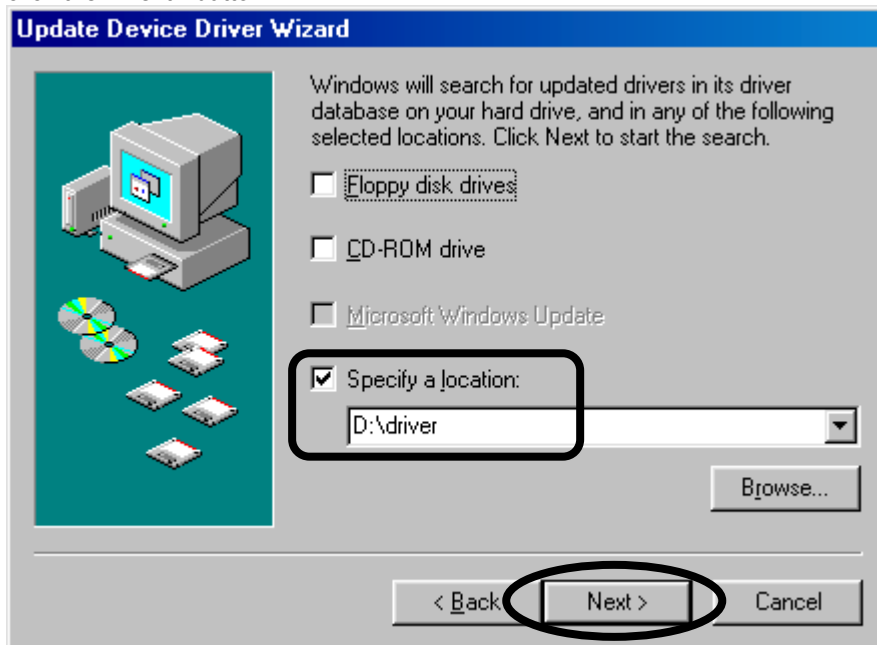 Update Device Driver Wizard
Windows will search for updated drivers in its driver
database on your hard drive, and in any of the following
selected locations. Click Next to start the search.
Floppy disk drives
CD-ROM drive
Microsoft Windows Update
Specify a location:
D:\driver
Browse...
< Back Next > Cancel